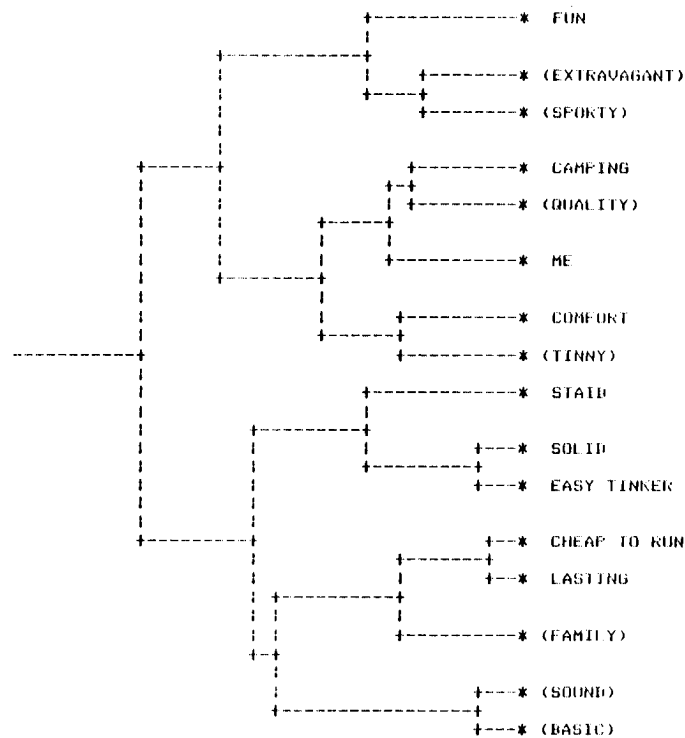 * FUN
* (EXTRAVAGANT)
* (SPORTY)
* CAMPING
* (QUALITY)
* ME
* COMFORT
* (TINNY)
* STAID
* SOLID
* EASY TINKER
* CHEAP TO RUN
* LASTING
* (FAMILY)
* (SOUND)
* (BASIC)